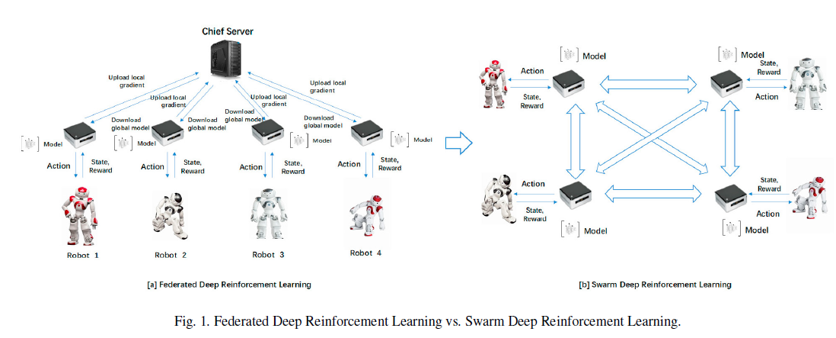 Chief Server
Upload local
gradient
Upload local
gradient
Upload local
gradient
Upload local
gradient
Download
global model
Download
global model
Download
global model
Model
Model
Model
Model
Action
State,
Reward
Action
State,
Reward
Action
State,
Reward
Action
State,
Reward
Robot 1
Robot 2
Robot 3
Robot 4
[a] Federated Deep Reinforcement Learning
Model
Action
State,
Reward
Model
State,
Reward
Action
Action
State,
Reward
Model
State,
Reward
Action
Model
[b] Swarm Deep Reinforcement Learning
Fig. 1. Federated Deep Reinforcement Learning vs. Swarm Deep Reinforcement Learning.